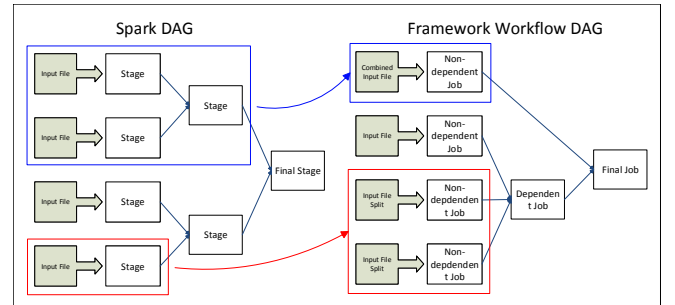 Spark DAG
Input File
Stage
Input File
Stage
Stage
Input File
Stage
Input File
Stage
Stage
Final Stage
Framework Workflow DAG
Combined
Input File
Non-
dependent
Job
Input File
Non-
dependent
Job
Input File
Split
Non-
depdenden
t Job
Input File
Split
Non-
depdenden
t Job
Dependen
t Job
Final Job